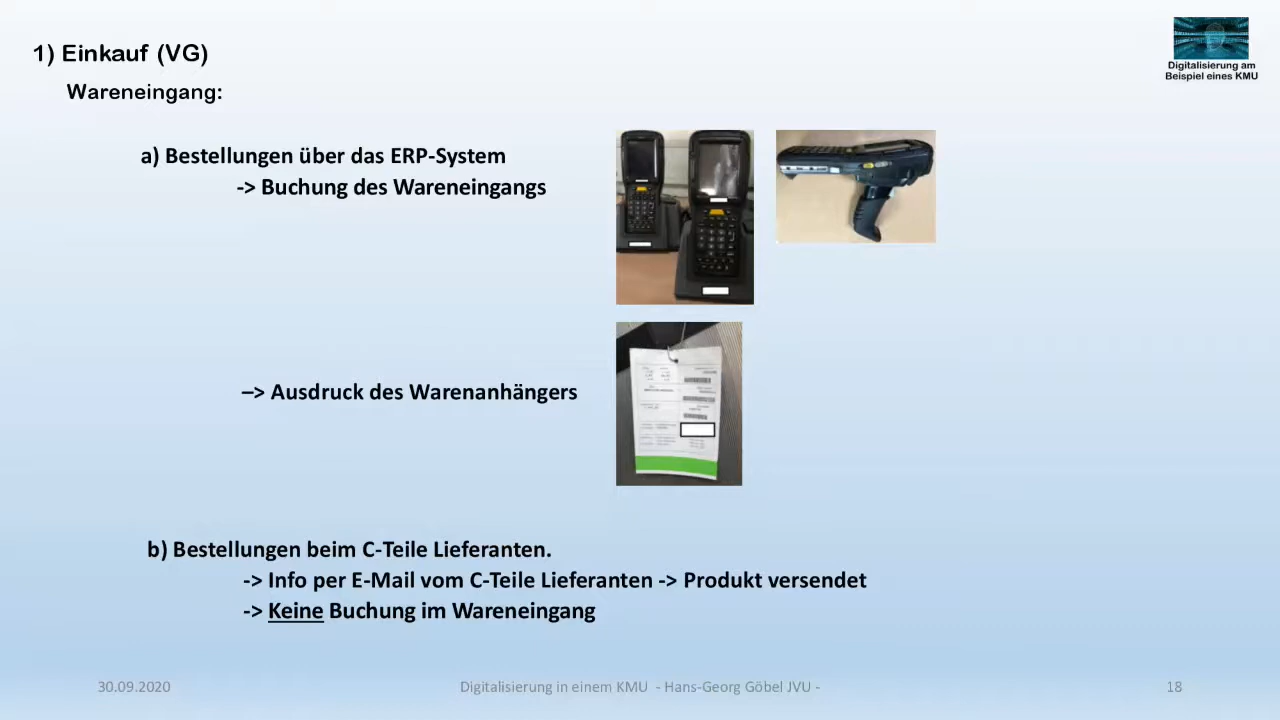 1) Einkauf (VG)
Digitalisierung am
Beispiel eines KMU
Wareneingang:
a) Bestellungen über das ERP-System
-> Buchung des Wareneingangs
–> Ausdruck des Warenanhängers
b) Bestellungen beim C-Teile Lieferanten.
-> Info per E-Mail vom C-Teile Lieferanten -> Produkt versendet
-> Keine Buchung im Wareneingang
30.09.2020
Digitalisierung in einem KMU - Hans-Georg Göbel JVU -
18